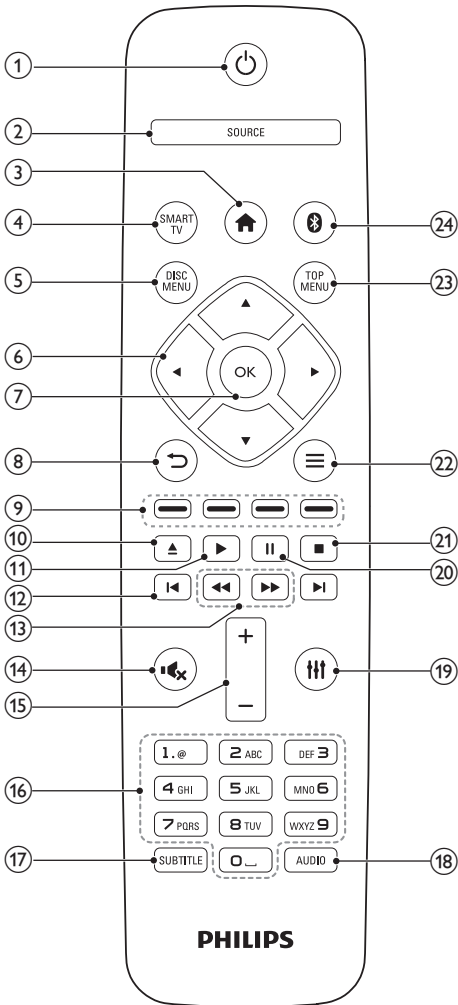 ①
② SOURCE
③
④ SMART TV ㉔
⑤ DISC MENU TOP MENU ㉓
⑥
⑦ OK
⑧ ㉒
⑨
⑩ ㉑
⑪ ⑳
⑫
⑬
+
⑭ ⑲
⑮
−
1.@ 2 ABC DEF 3
⑯ 4 GHI 5 JKL MNO 6
7 PQRS 8 TUV WXYZ 9
⑰ SUBTITLE 0 AUDIO ⑱
PHILIPS